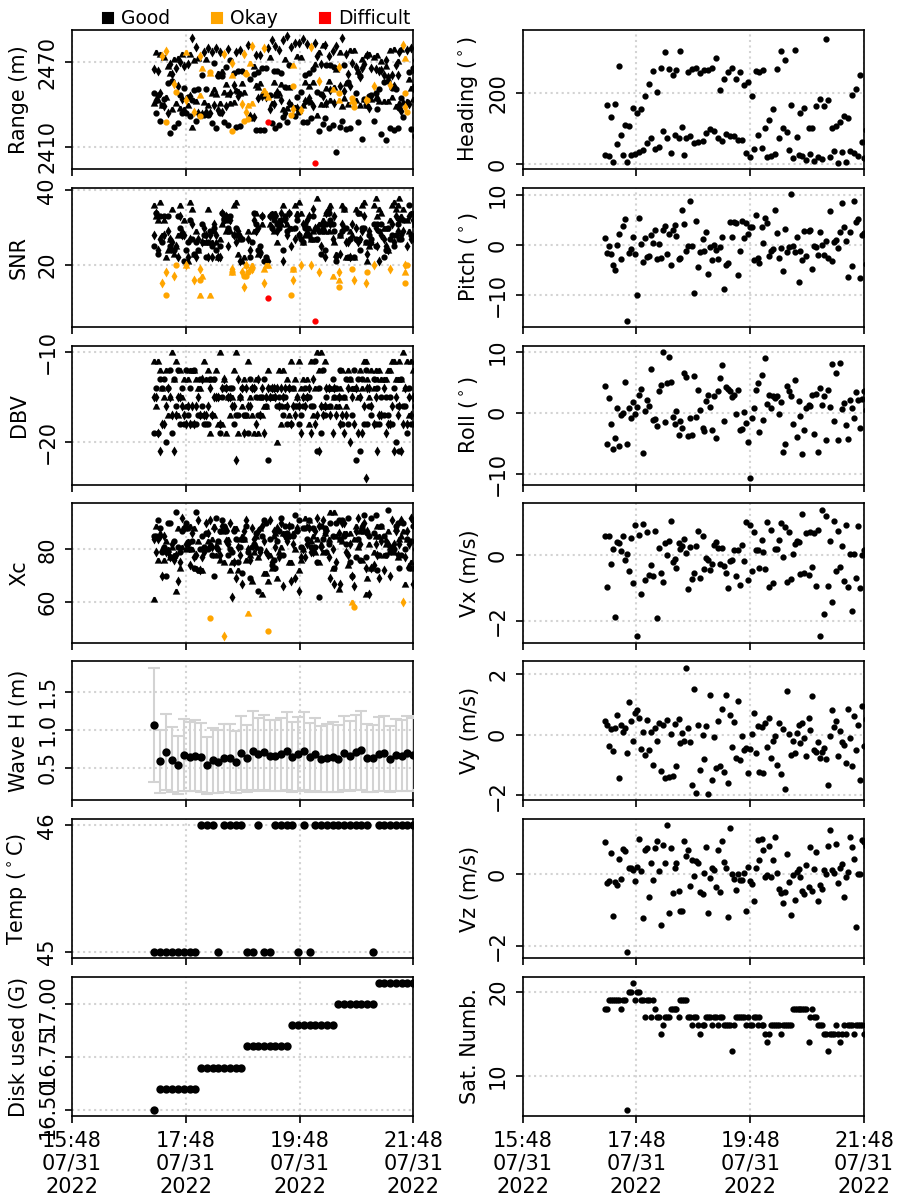 Good Okay Difficult
Range (m)
2470
2410
Heading (°)
200
0
SNR
40
20
Pitch (°)
10
0
−10
DBV
−10
−20
Roll (°)
10
0
−10
Xc
80
60
Vx (m/s)
0
−2
Wave H (m)
1.5
1.0
0.5
Vy (m/s)
2
0
−2
Temp (°C)
46
45
Vz (m/s)
0
−2
Disk used (G)
17.00
16.75
16.50
Sat. Numb.
20
10
15:48 17:48 19:48 21:48 15:48 17:48 19:48 21:48
07/31 07/31 07/31 07/31 07/31 07/31 07/31 07/31
2022 2022 2022 2022 2022 2022 2022 2022